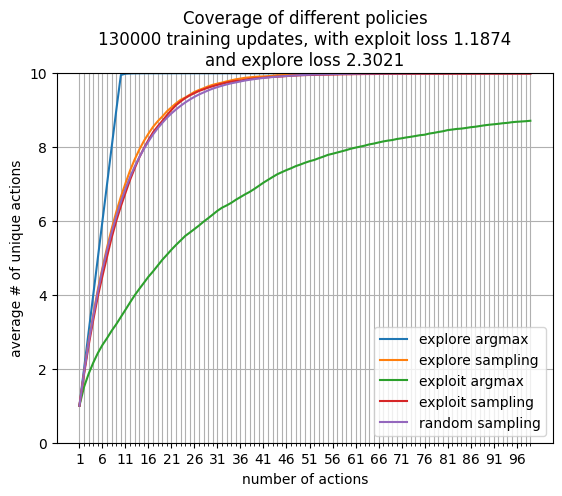 Coverage of different policies
130000 training updates, with exploit loss 1.1874
and explore loss 2.3021
10
8
6
4
2
0
average # of unique actions
explore argmax
explore sampling
exploit argmax
exploit sampling
random sampling
1 6 11 16 21 26 31 36 41 46 51 56 61 66 71 76 81 86 91 96
number of actions